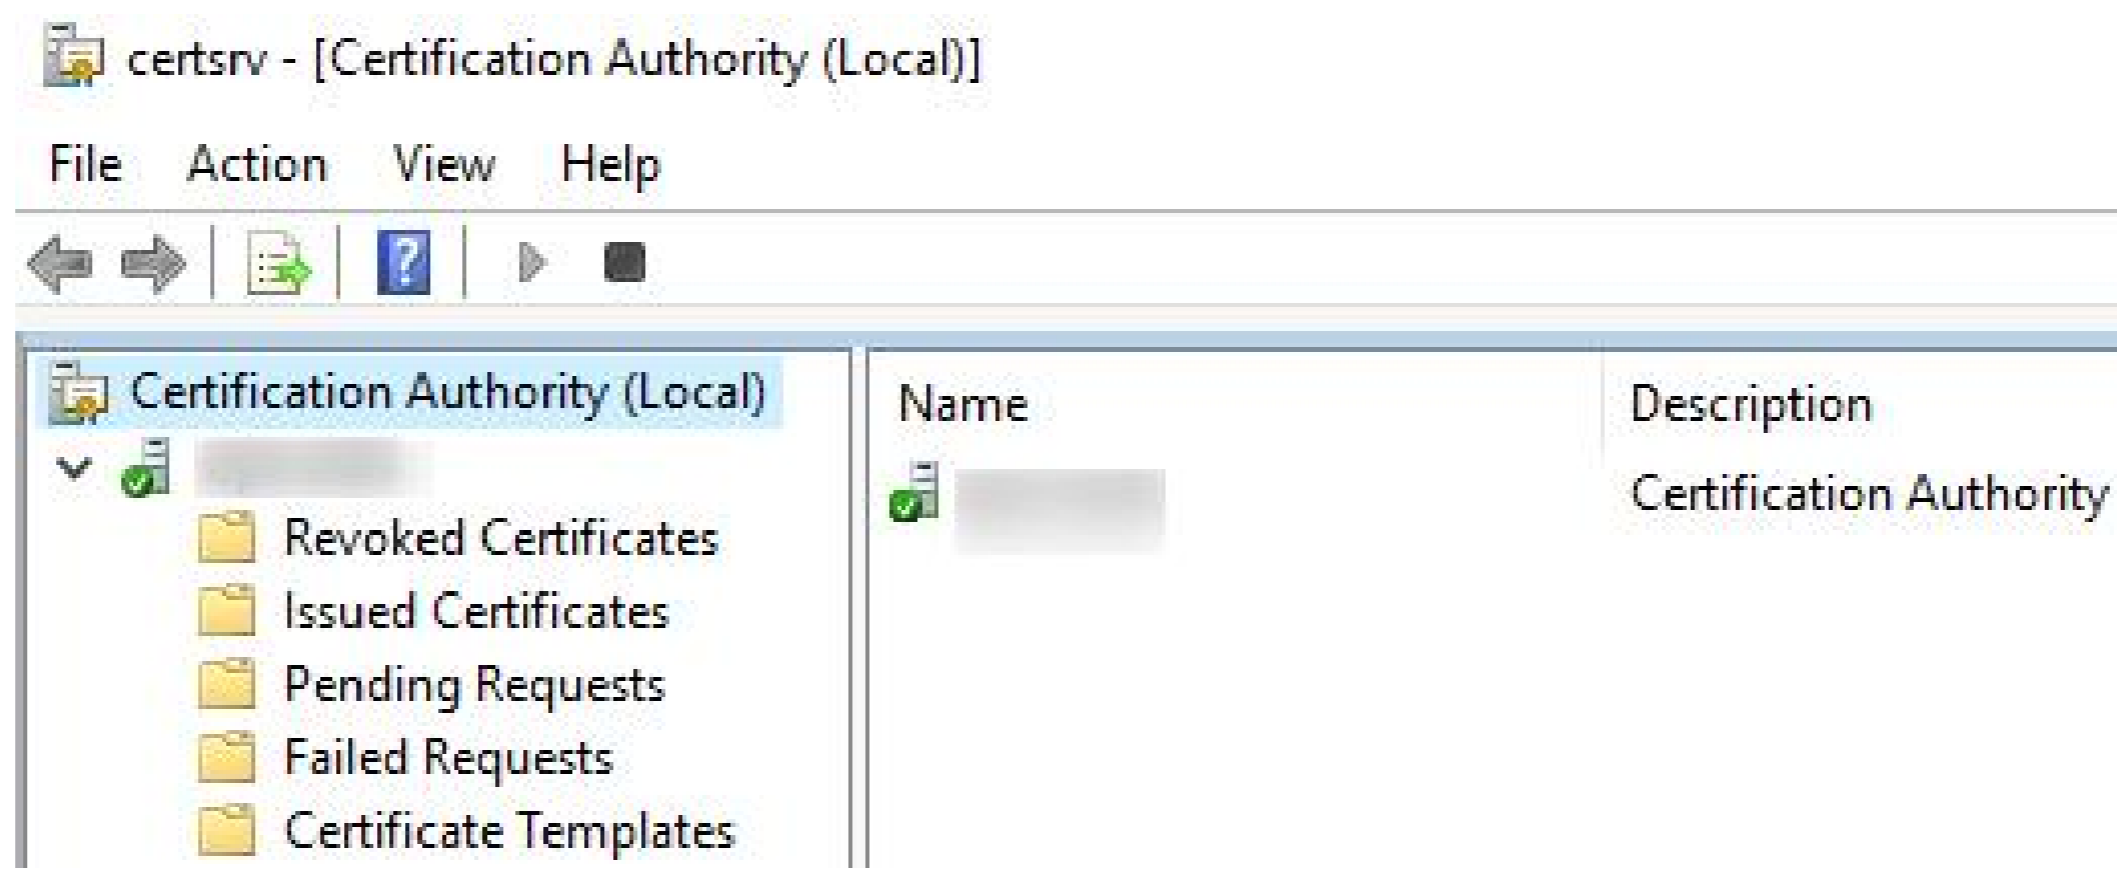 certsrv - [Certification Authority (Local)]
File Action View Help
Certification Authority (Local)
Revoked Certificates
Issued Certificates
Pending Requests
Failed Requests
Certificate Templates
Name Description
Certification Authority